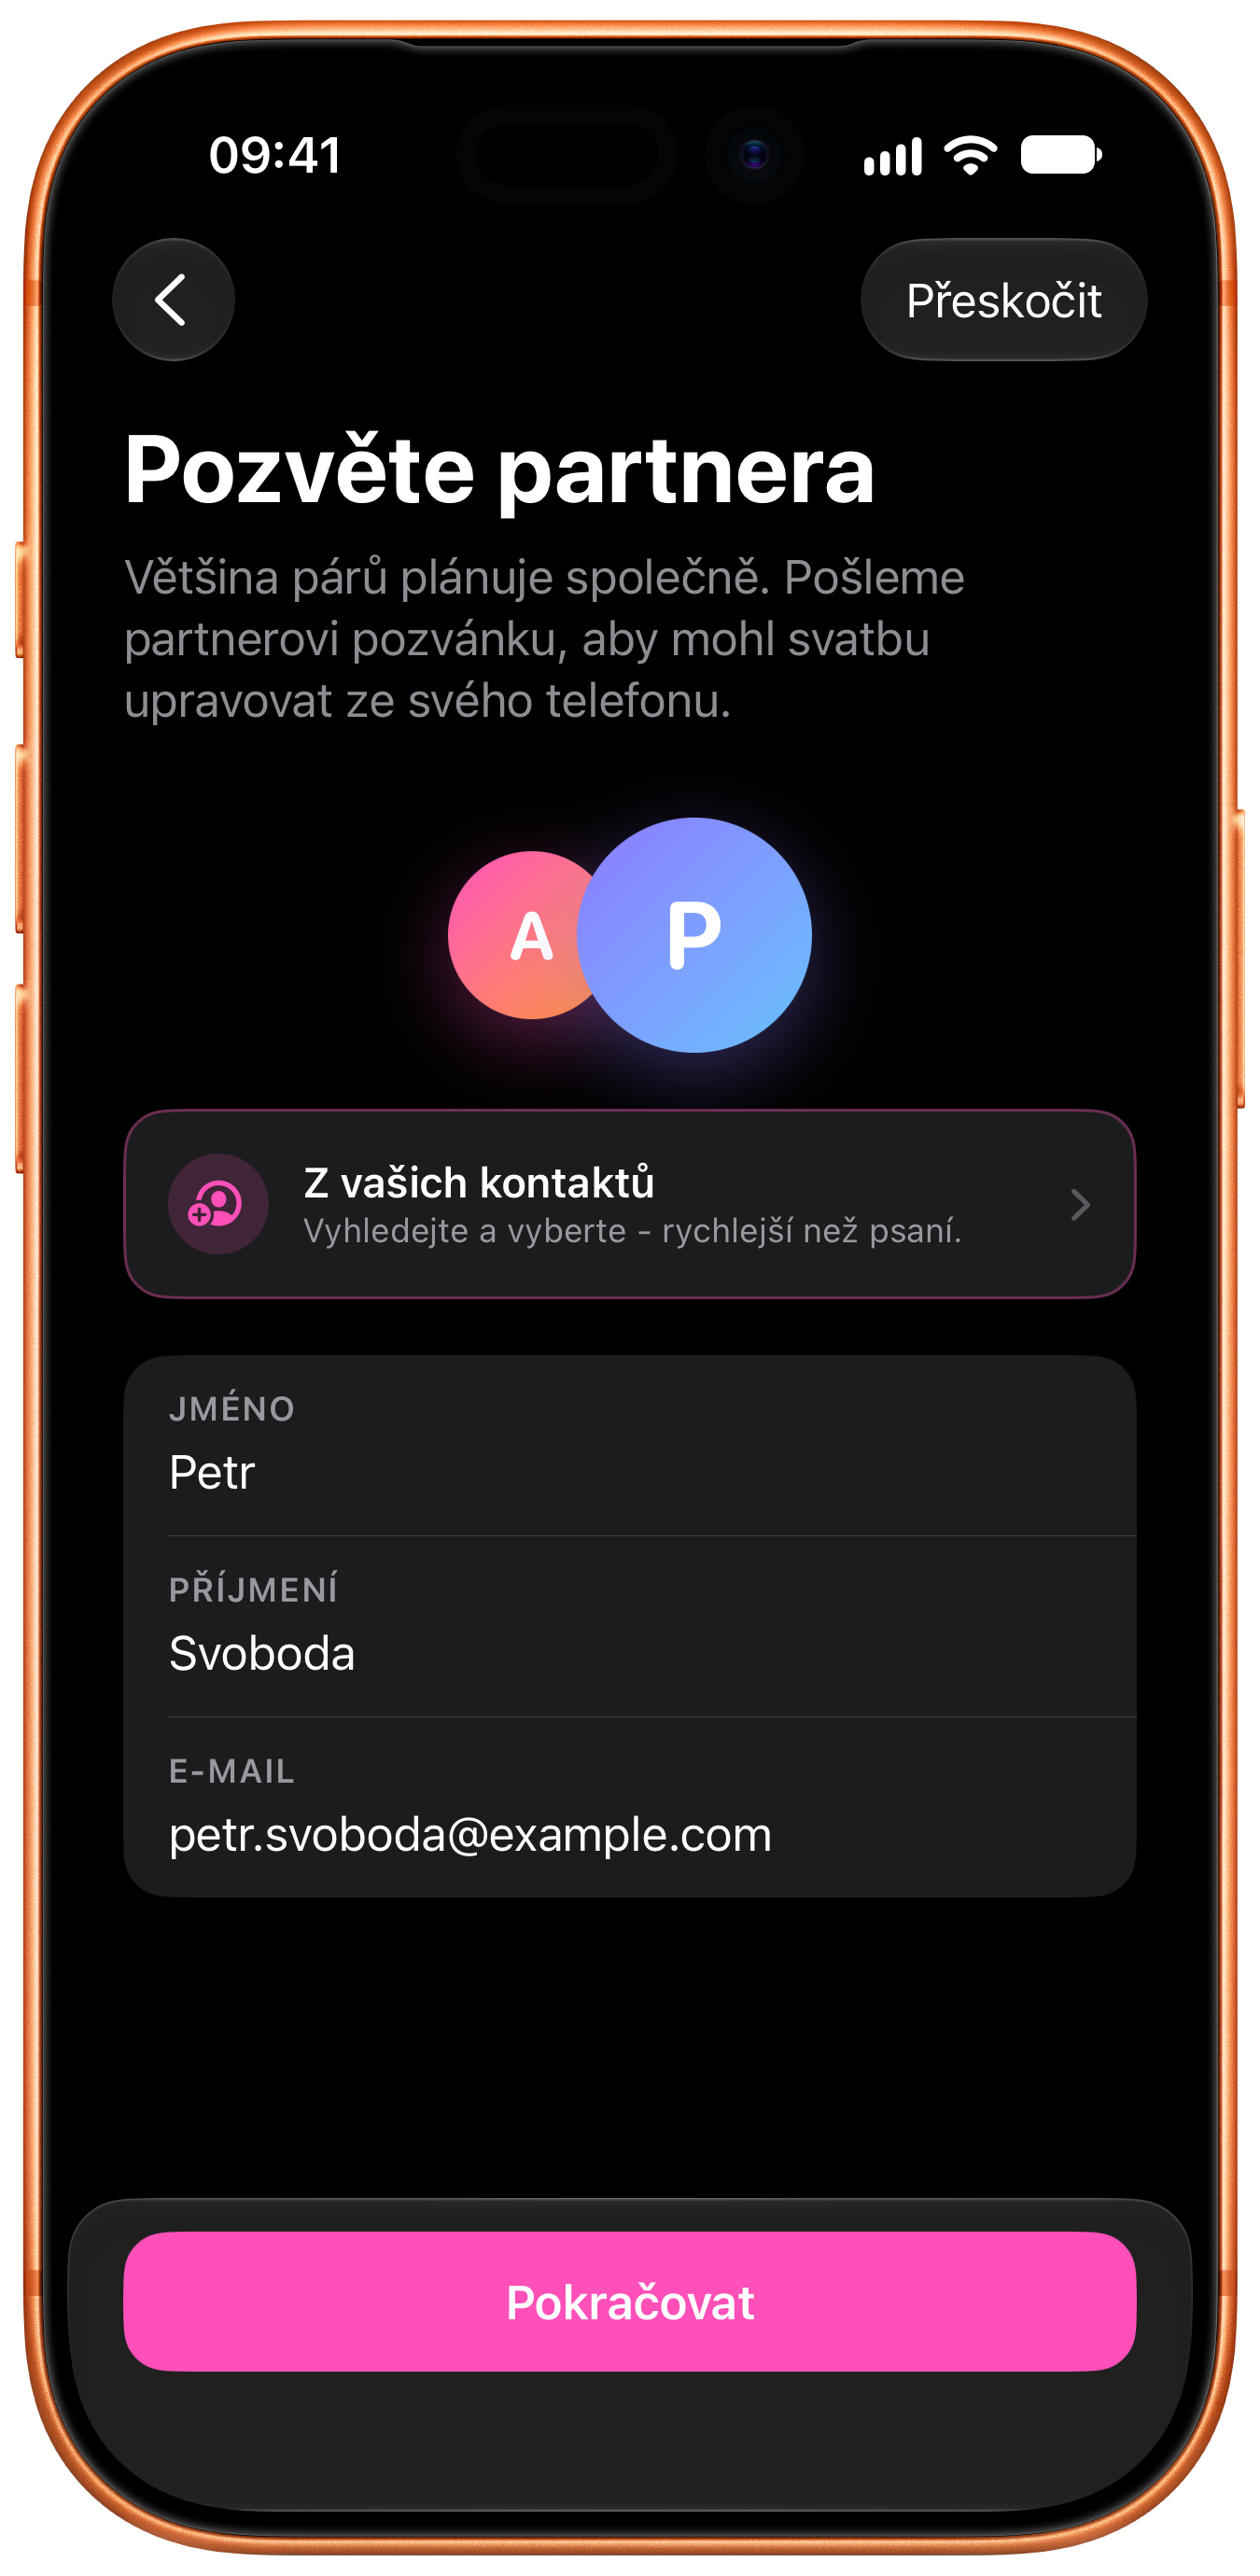 09:41
Přeskočit
Pozvěte partnera
Většina párů plánuje společně. Pošleme
partnerovi pozvánku, aby mohl svatbu
upravovat ze svého telefonu.
A
P
Z vašich kontaktů
Vyhledejte a vyberte - rychlejší než psaní.
JMÉNO
Petr
PŘÍJMENÍ
Svoboda
E-MAIL
petr.svoboda@example.com
Pokračovat